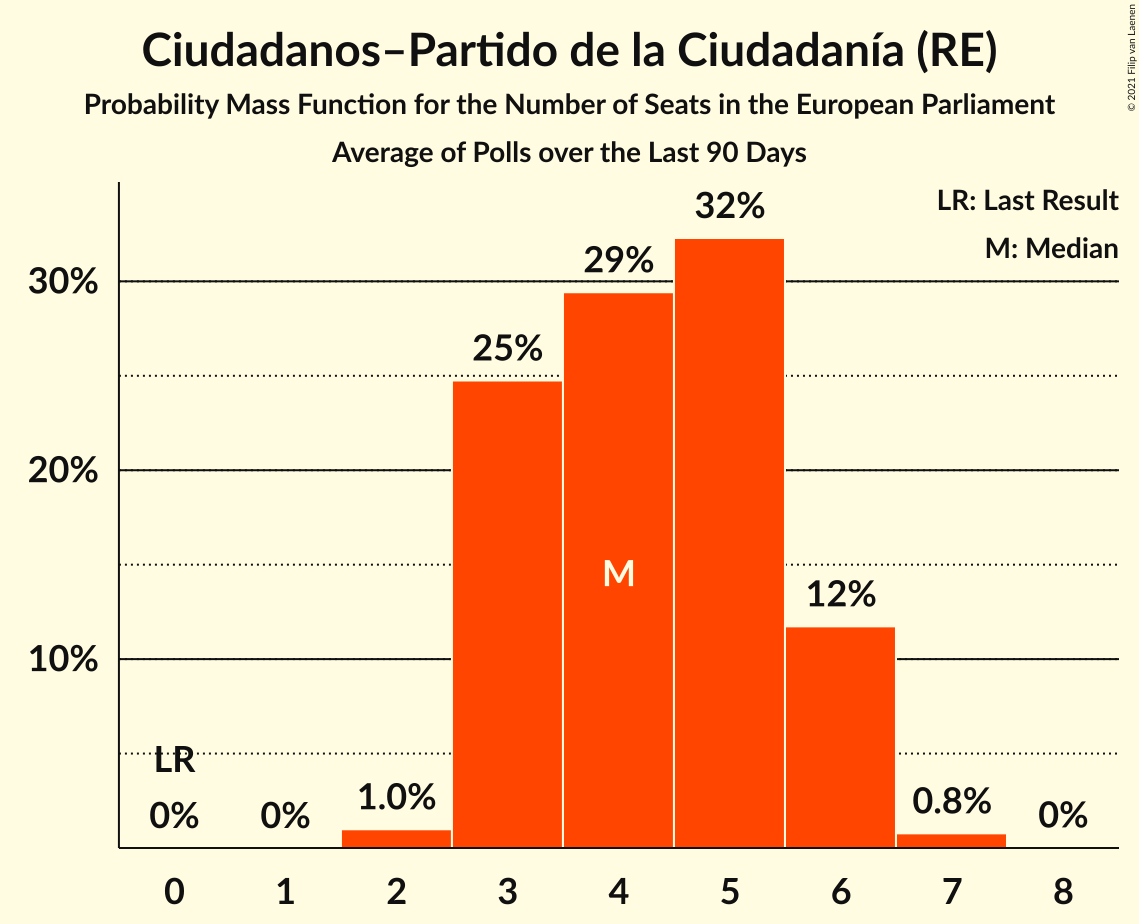 Ciudadanos–Partido de la Ciudadanía (RE)
Probability Mass Function for the Number of Seats in the European Parliament
Average of Polls over the Last 90 Days
© 2021 Filip van Laenen
LR: Last Result
M: Median
30%
20%
10%
LR
0%
0%
1.0%
25%
29%
M
32%
12%
0.8%
0%
0 1 2 3 4 5 6 7 8